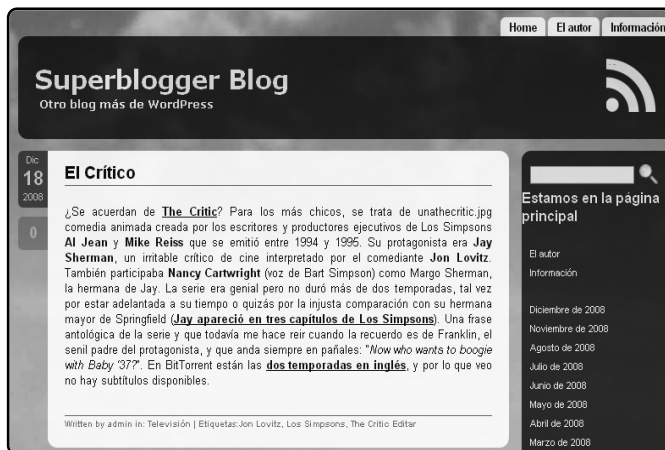 Home El autor Información
Superblogger Blog
Otro blog más de WordPress
Dic
18
2008
0
El Crítico
¿Se acuerdan de The Critic? Para los más chicos, se trata de unathecritic.jpg
comedia animada creada por los escritores y productores ejecutivos de Los Simpsons
Al Jean y Mike Reiss que se emitió entre 1994 y 1995. Su protagonista era Jay
Sherman, un irritable crítico de cine interpretado por el comediante Jon Lovitz.
También participaba Nancy Cartwright (voz de Bart Simpson) como Margo Sherman,
la hermana de Jay. La serie era genial pero no duró más de dos temporadas, tal vez
por estar adelantada a su tiempo o quizás por la injusta comparación con su hermana
mayor de Springfield (Jay apareció en tres capítulos de Los Simpsons). Una frase
antológica de la serie y que todavía me hace reir cuando la recuerdo es de Franklin, el
senil padre del protagonista, y que anda siempre en pañales: "Now who wants to boogie
with Baby '37?". En BitTorrent están las dos temporadas en inglés, y por lo que veo
no hay subtítulos disponibles.
Written by admin in: Televisión | Etiquetas: Jon Lovitz, Los Simpsons, The Critic Editar
Estamos en la página
principal
El autor
Información
Diciembre de 2008
Noviembre de 2008
Agosto de 2008
Julio de 2008
Junio de 2008
Mayo de 2008
Abril de 2008
Marzo de 2008